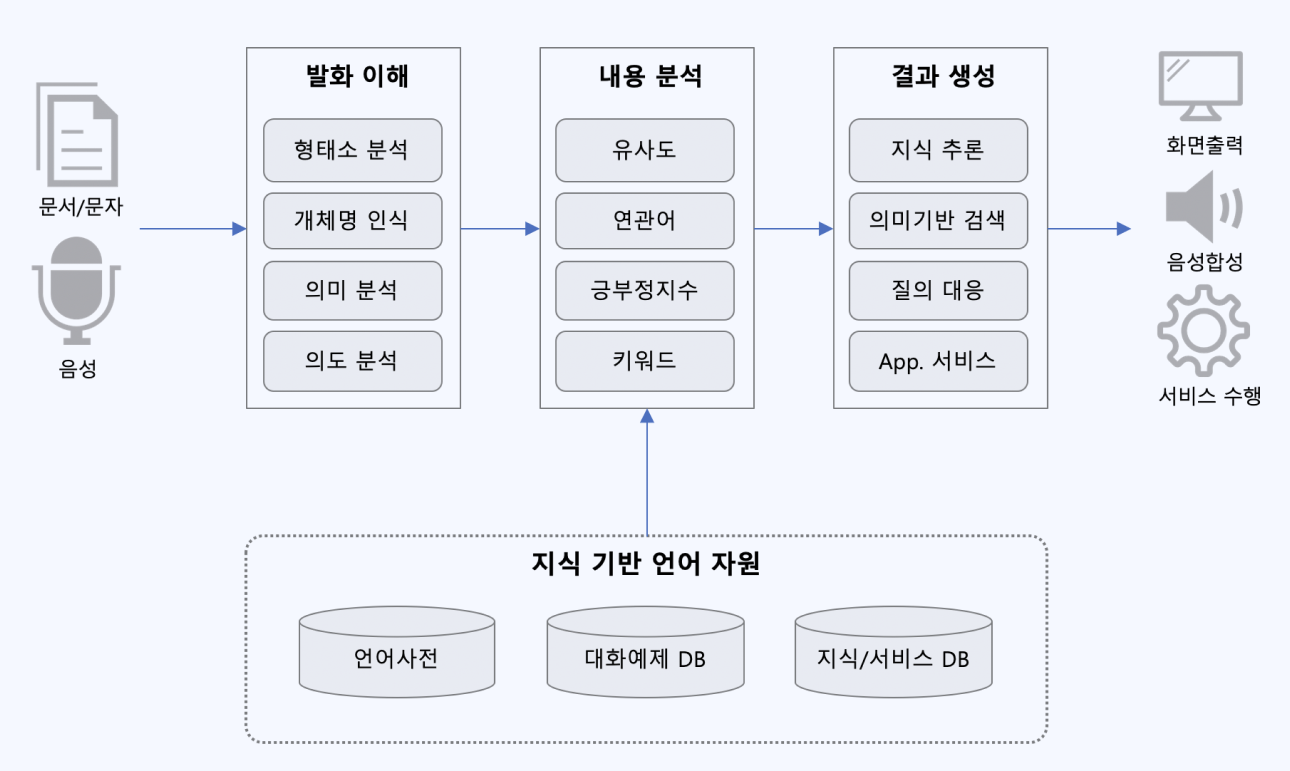 문서/문자
음성
발화 이해
형태소 분석
개체명 인식
의미 분석
의도 분석
내용 분석
유사도
연관어
긍부정지수
키워드
결과 생성
지식 추론
의미기반 검색
질의 대응
App. 서비스
화면출력
음성합성
서비스 수행
지식 기반 언어 자원
언어사전
대화예제 DB
지식/서비스 DB